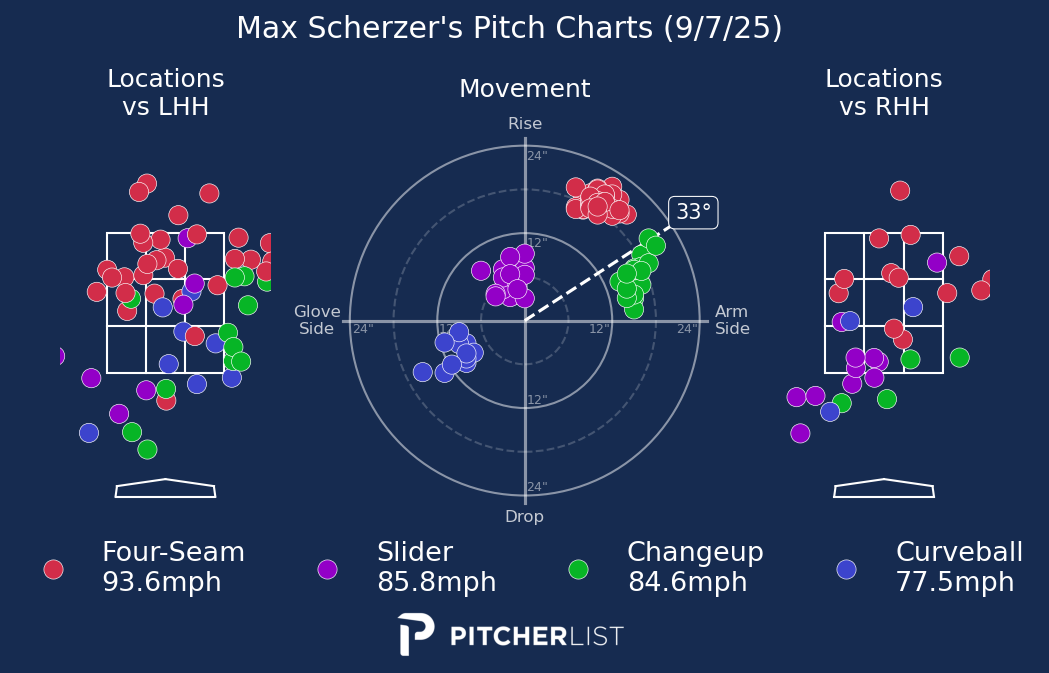 Max Scherzer's Pitch Charts (9/7/25)
Locations
vs LHH
Movement
Locations
vs RHH
Rise
24"
33°
12"
Glove
Side
24"
12"
12"
24"
Arm
Side
12"
24"
Drop
Four-Seam
93.6mph
Slider
85.8mph
Changeup
84.6mph
Curveball
77.5mph
PITCHERLIST